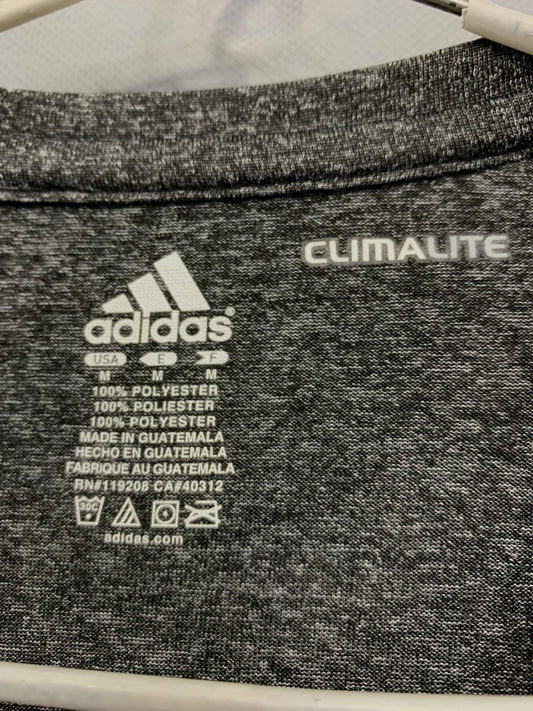 CLIMALITE
adidas®
USA E F
M M M
100% POLYESTER
100% POLIESTER
100% POLYESTER
MADE IN GUATEMALA
HECHO EN GUATEMALA
FABRIQUE AU GUATEMALA
RN#119208 CA#40312
30C
adidas.com